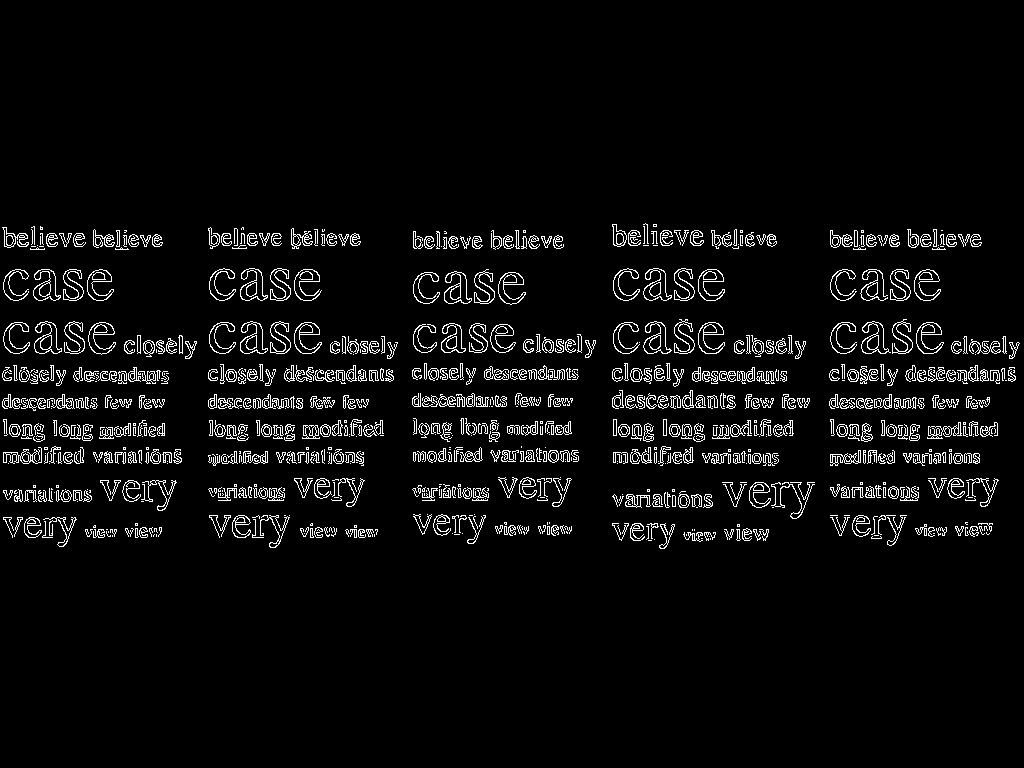 believe believe
case
case closely
closely descendants
descendants few few
long long modified
modified variations
variations very
very view view
believe believe
case
case closely
closely descendants
descendants few few
long long modified
modified variations
variations very
very view view
believe believe
case
case closely
closely descendants
descendants few few
long long modified
modified variations
variations very
very view view
believe believe
case
case closely
closely descendants
descendants few few
long long modified
modified variations
variations very
very view view
believe believe
case
case closely
closely descendants
descendants few few
long long modified
modified variations
variations very
very view view